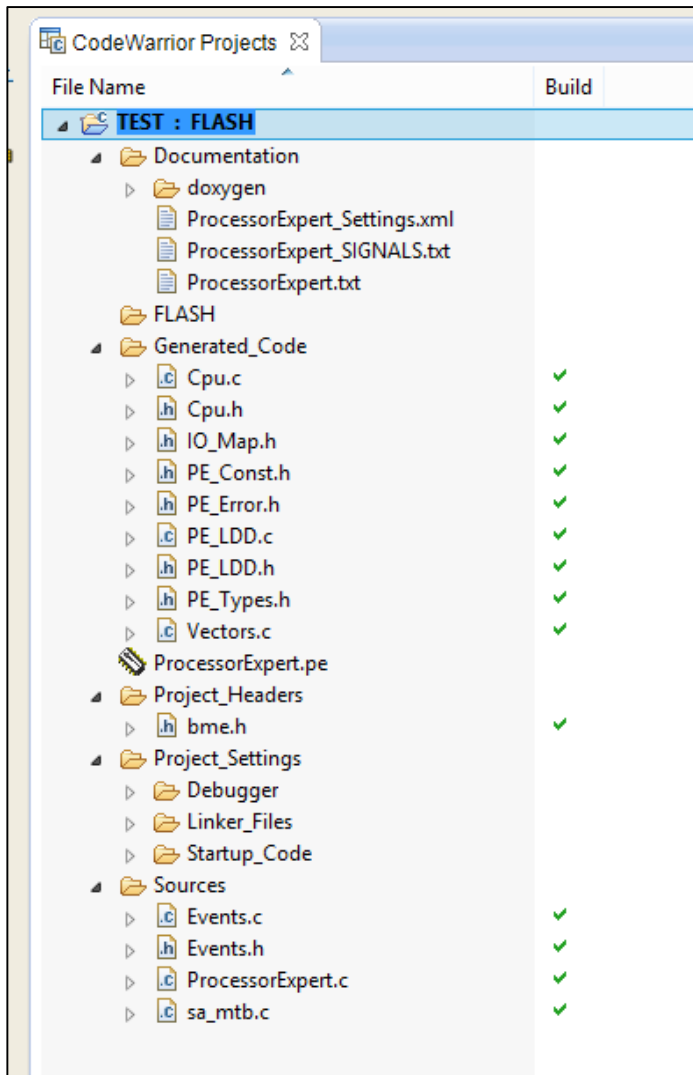 CodeWarrior Projects
File Name Build
TEST : FLASH
Documentation
doxygen
ProcessorExpert_Settings.xml
ProcessorExpert_SIGNALS.txt
ProcessorExpert.txt
FLASH
Generated_Code
.c Cpu.c
.h Cpu.h
.h IO_Map.h
.h PE_Const.h
.h PE_Error.h
.c PE_LDD.c
.h PE_LDD.h
.h PE_Types.h
.c Vectors.c
ProcessorExpert.pe
Project_Headers
.h bme.h
Project_Settings
Debugger
Linker_Files
Startup_Code
Sources
.c Events.c
.h Events.h
.c ProcessorExpert.c
.c sa_mtb.c